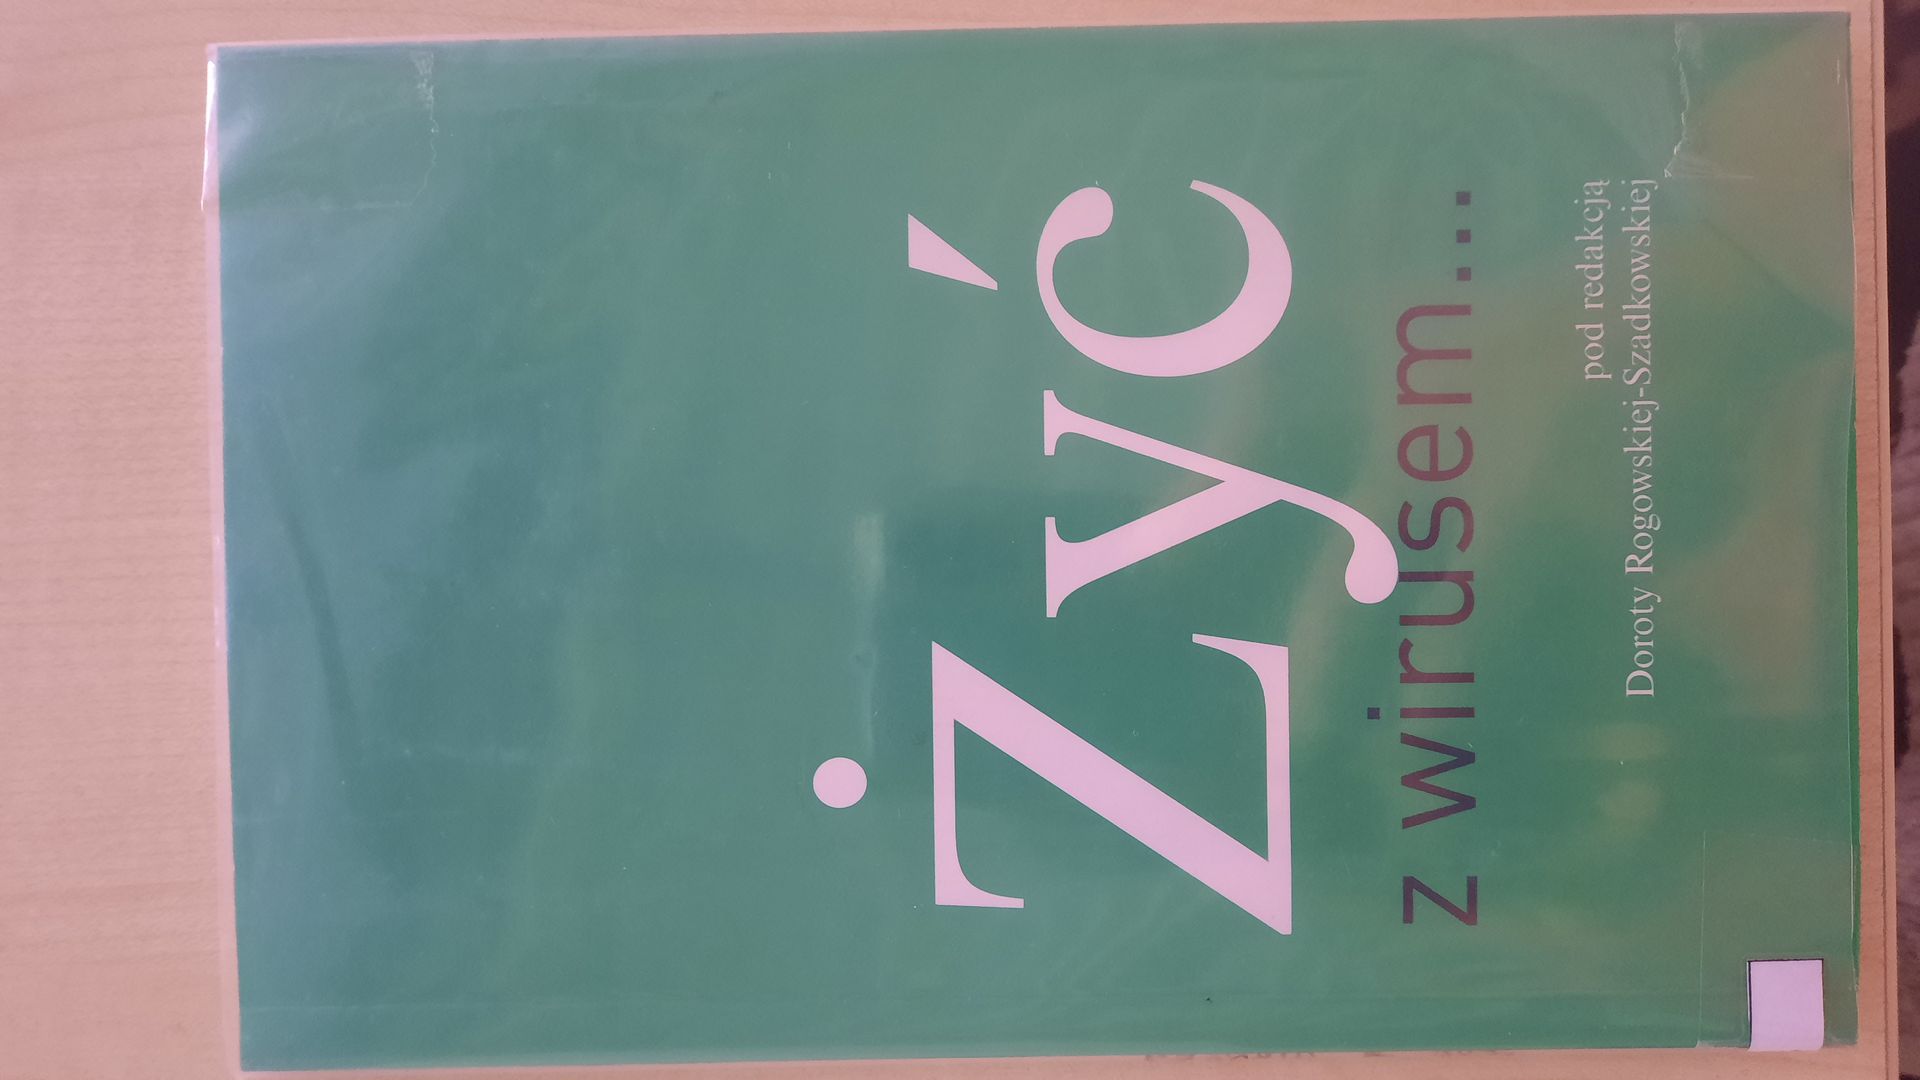 Żyć
z wirusem...
pod redakcją
Doroty Rogowskiej-Szadkowskiej